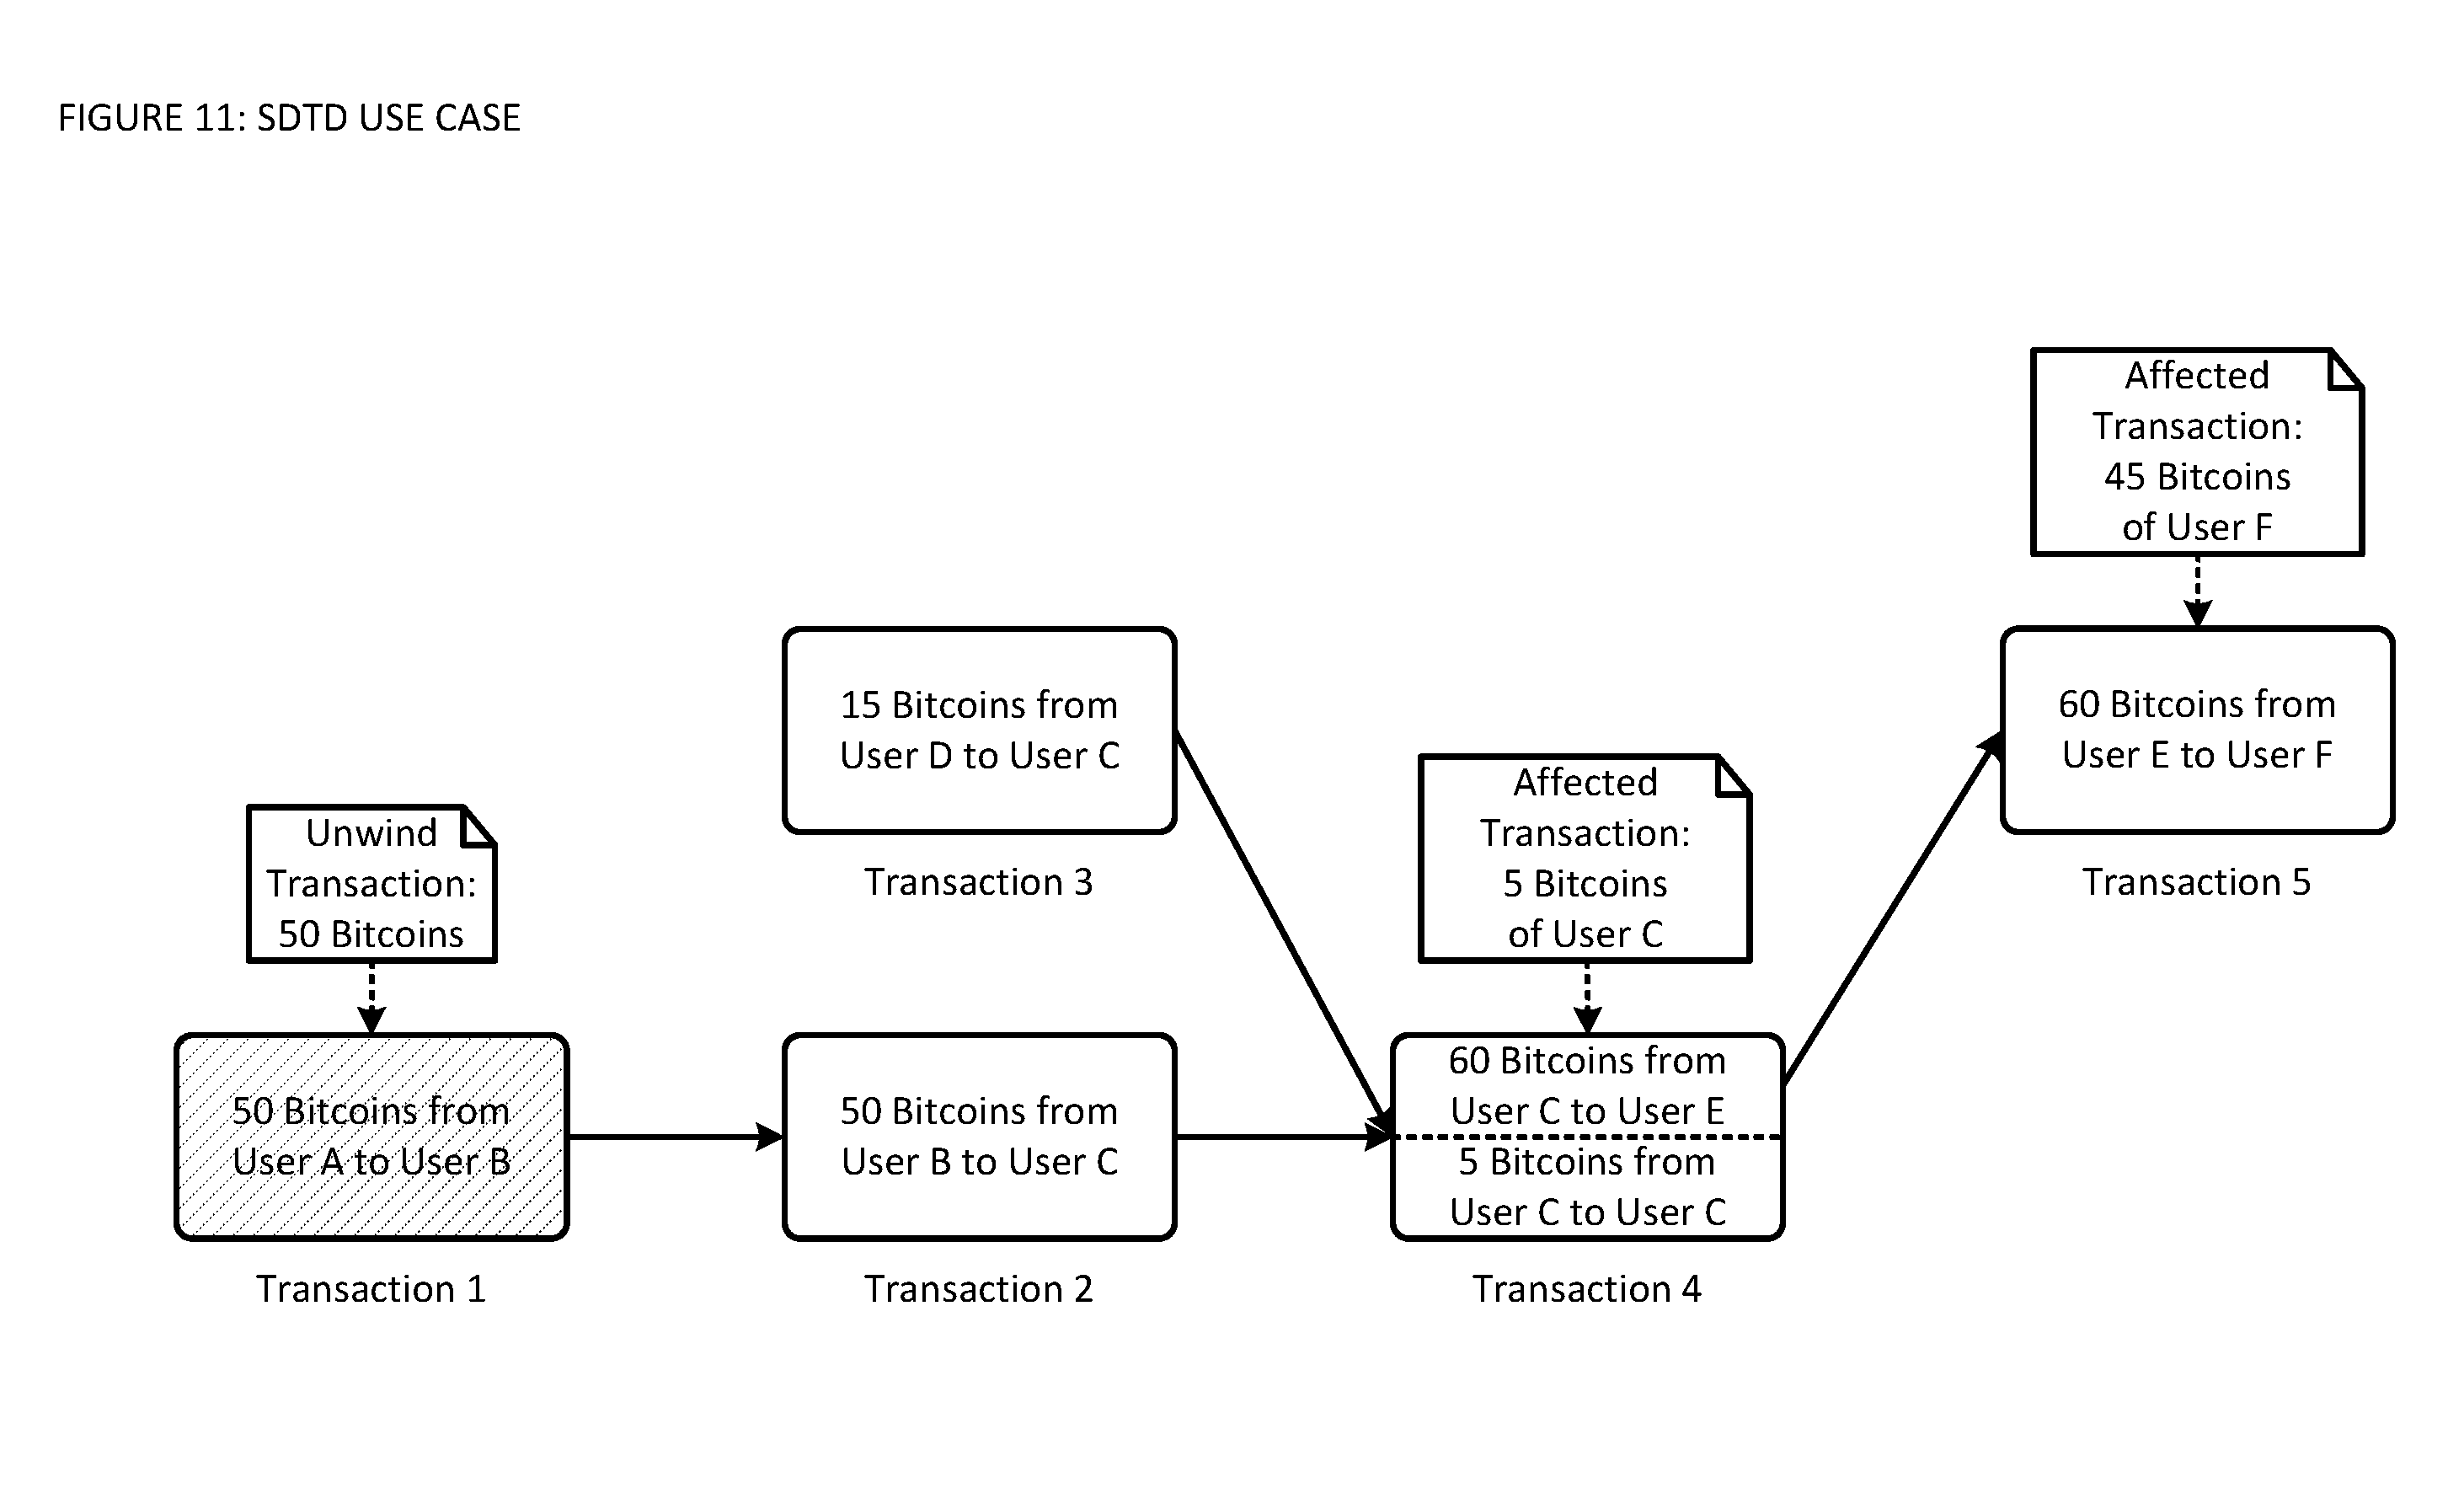 FIGURE 11: SDTD USE CASE
Affected
Transaction:
45 Bitcoins
of User F
15 Bitcoins from
User D to User C
Transaction 3
60 Bitcoins from
User E to User F
Transaction 5
Unwind
Transaction:
50 Bitcoins
Affected
Transaction:
5 Bitcoins
of User C
50 Bitcoins from
User A to User B
Transaction 1
50 Bitcoins from
User B to User C
Transaction 2
60 Bitcoins from
User C to User E
5 Bitcoins from
User C to User C
Transaction 4